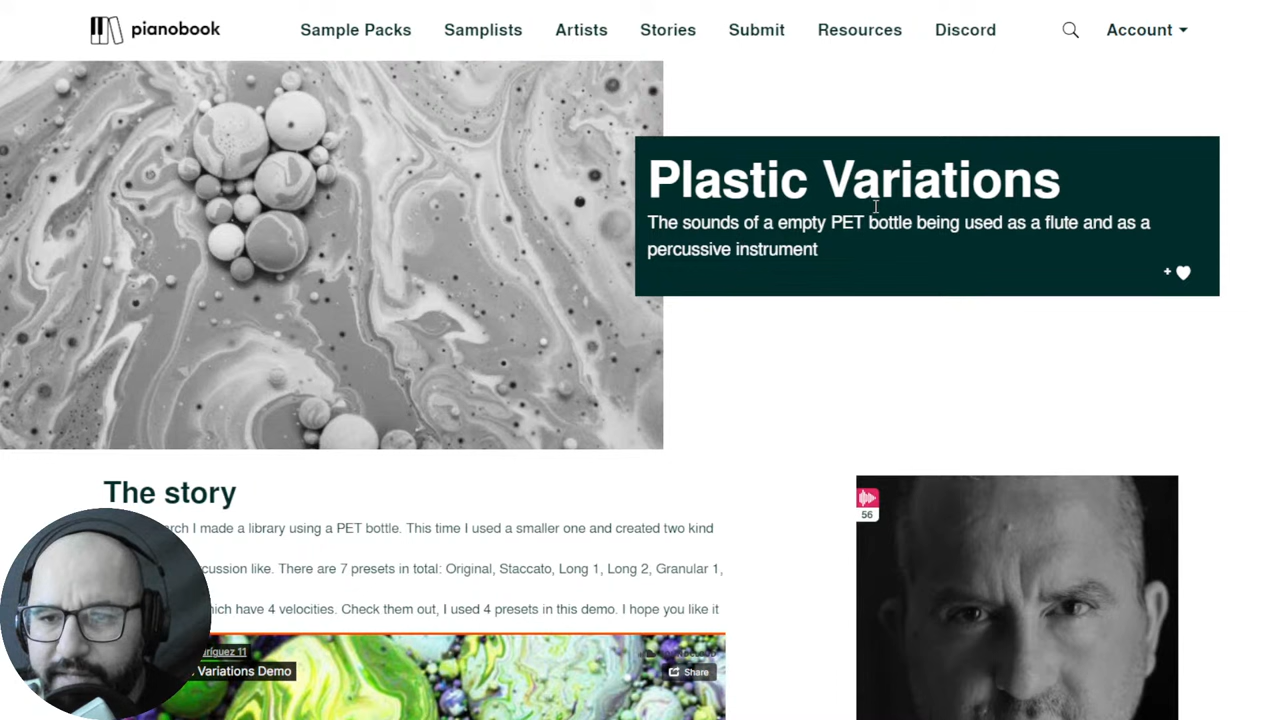 pianobook
Sample Packs
Samplists
Artists
Stories
Submit
Resources
Discord
Account
Plastic Variations
The sounds of a empty PET bottle being used as a flute and as a
percussive instrument
+
The story
I made a library using a PET bottle. This time I used a smaller one and created two kind
like. There are 7 presets in total: Original, Staccato, Long 1, Long 2, Granular 1,
have 4 velocities. Check them out, I used 4 presets in this demo. I hope you like it
56
11
Variations Demo
Share